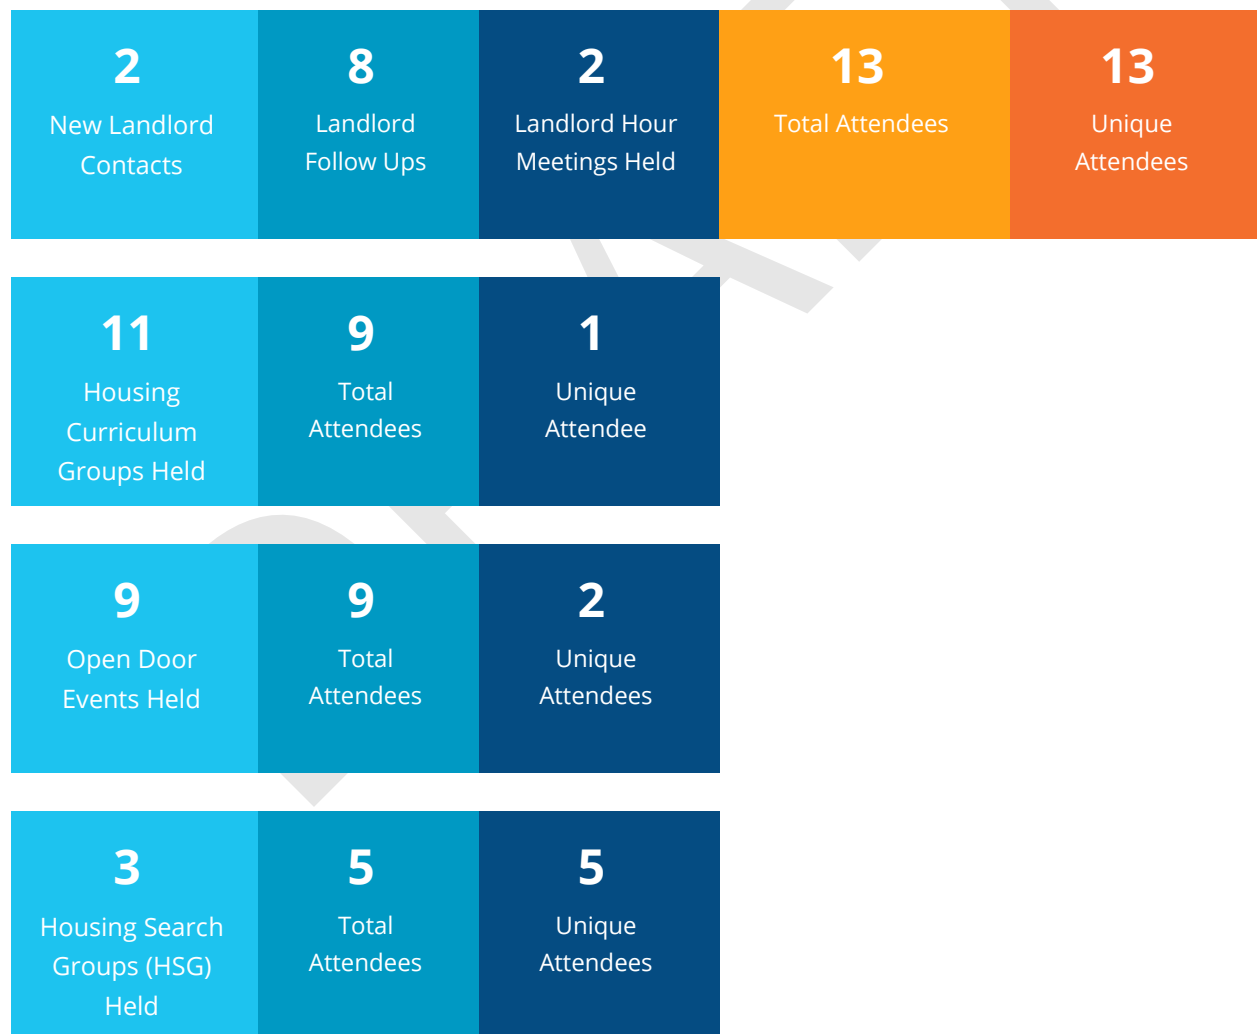 2
New Landlord
Contacts
8
Landlord
Follow Ups
2
Landlord Hour
Meetings Held
13
Total Attendees
13
Unique
Attendees
11
Housing
Curriculum
Groups Held
9
Total
Attendees
1
Unique
Attendee
9
Open Door
Events Held
9
Total
Attendees
2
Unique
Attendees
3
Housing Search
Groups (HSG)
Held
5
Total
Attendees
5
Unique
Attendees